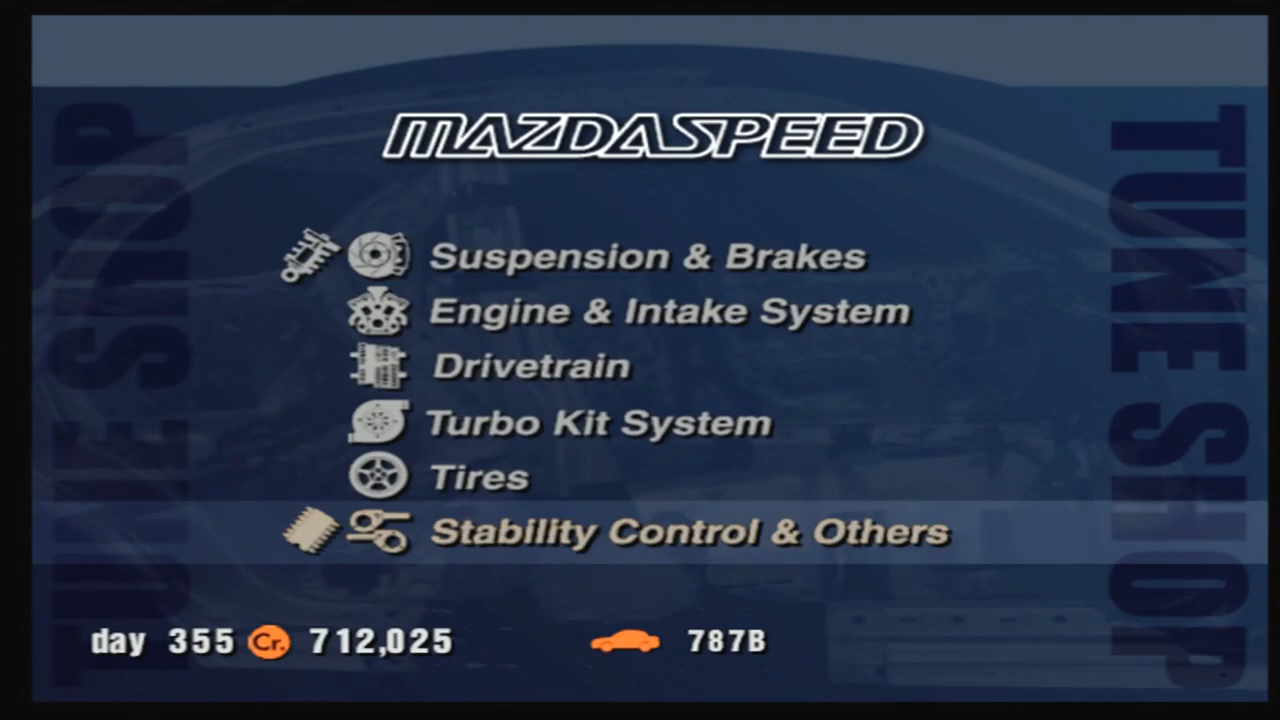 MAZDASPEED
TUNE SHOP
TUNE SHOP
Suspension & Brakes
Engine & Intake System
Drivetrain
Turbo Kit System
Tires
Stability Control & Others
day 355 Cr. 712,025 787B